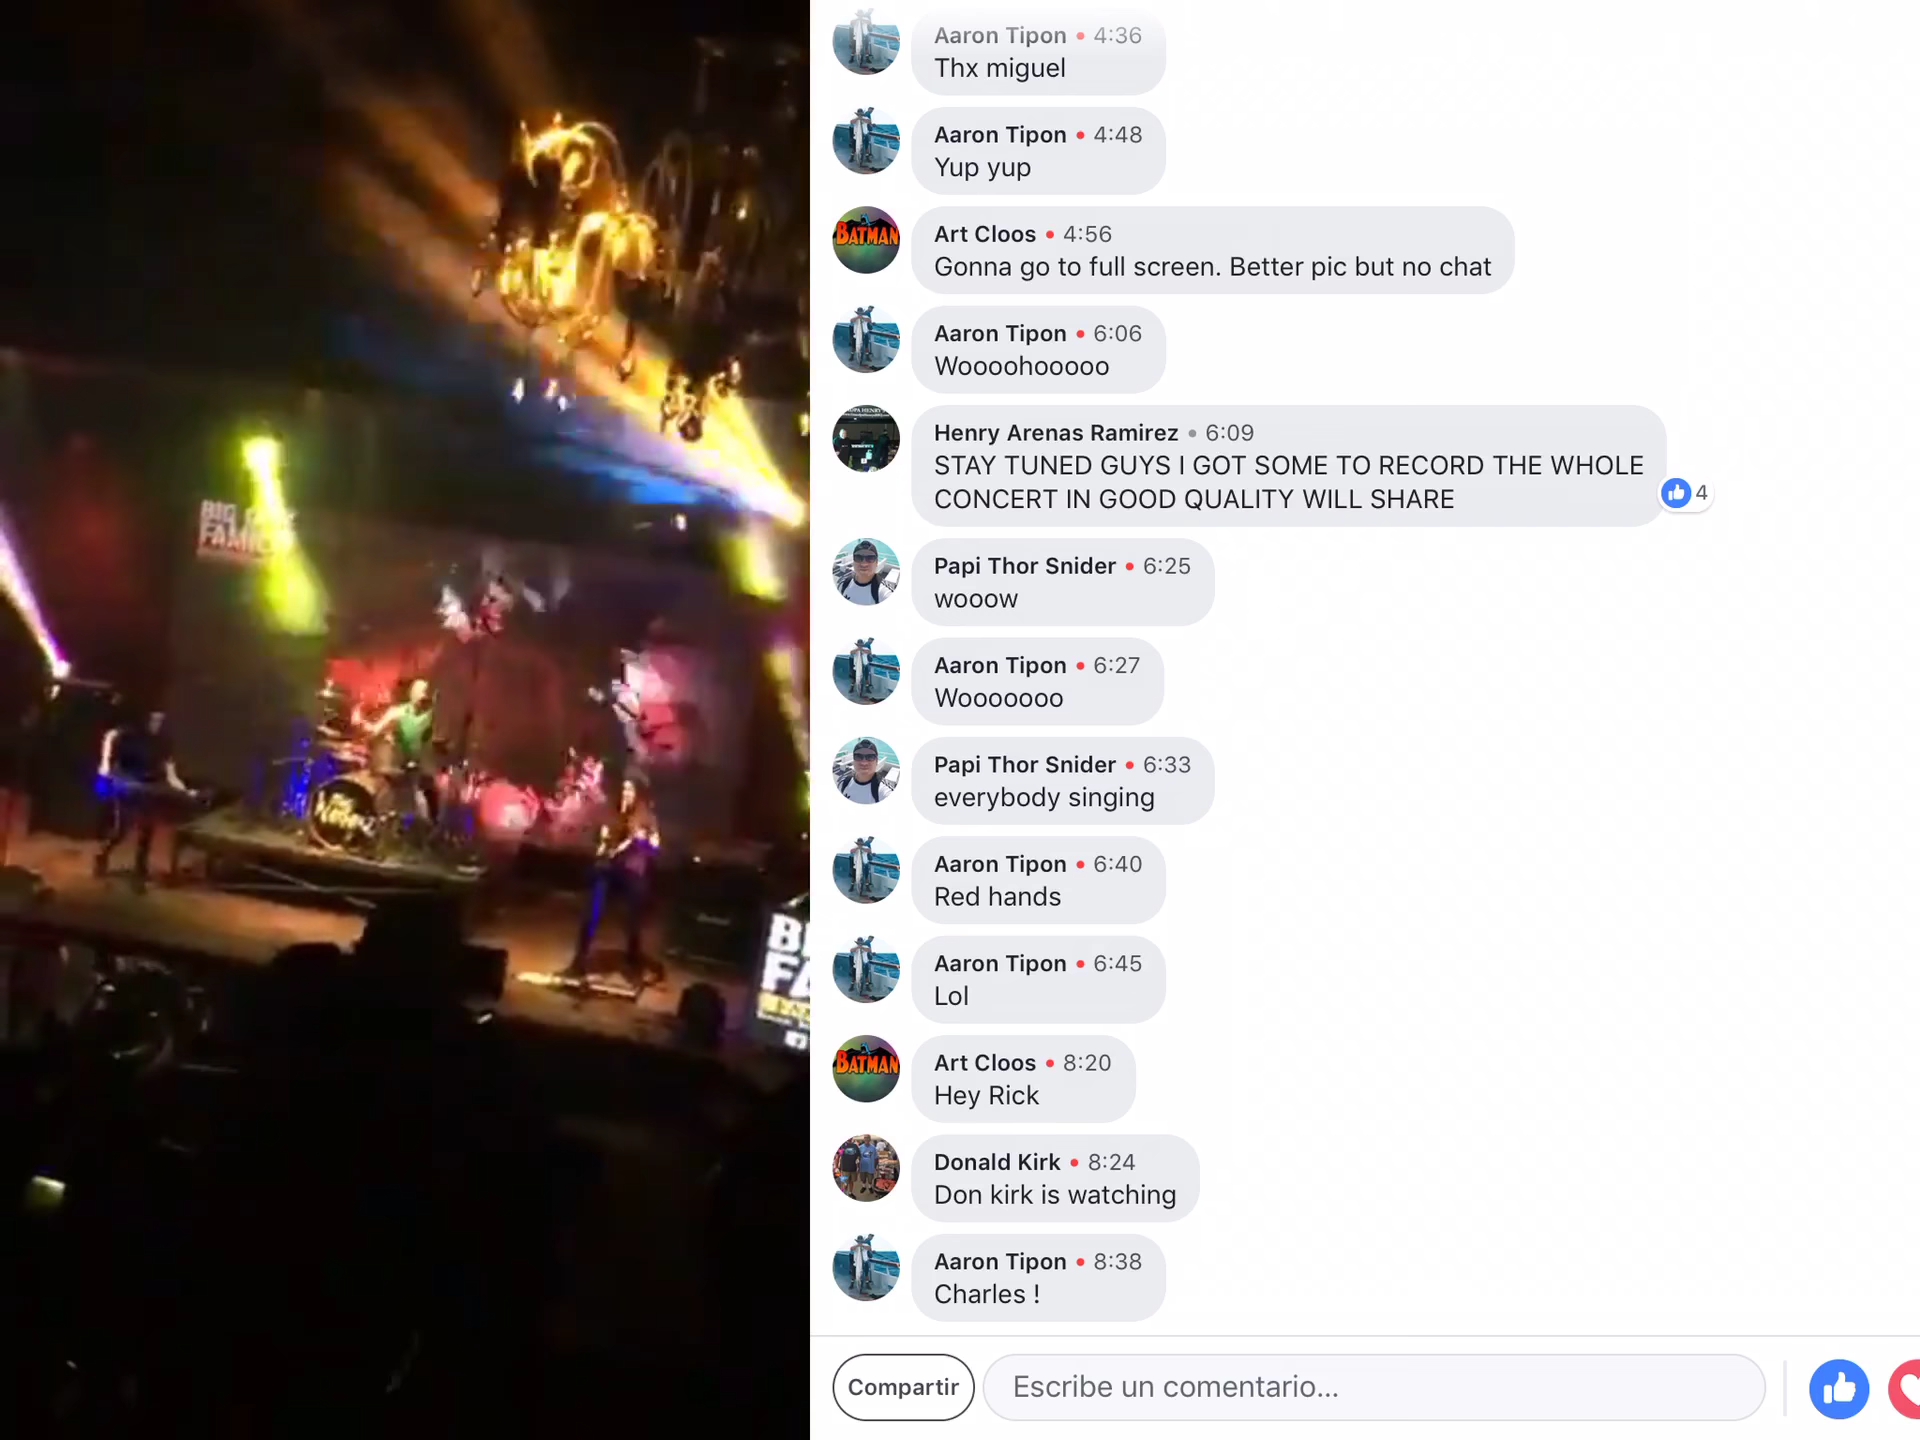 Aaron Tipon • 4:36
Thx miguel
Aaron Tipon • 4:48
Yup yup
BATMAN
Art Cloos • 4:56
Gonna go to full screen. Better pic but no chat
Aaron Tipon • 6:06
Woooohooooo
Henry Arenas Ramirez • 6:09
STAY TUNED GUYS I GOT SOME TO RECORD THE WHOLE
CONCERT IN GOOD QUALITY WILL SHARE
4
Papi Thor Snider • 6:25
wooow
Aaron Tipon • 6:27
Wooooooo
Papi Thor Snider • 6:33
everybody singing
Aaron Tipon • 6:40
Red hands
Aaron Tipon • 6:45
Lol
BATMAN
Art Cloos • 8:20
Hey Rick
Donald Kirk • 8:24
Don kirk is watching
Aaron Tipon • 8:38
Charles !
Compartir
Escribe un comentario...